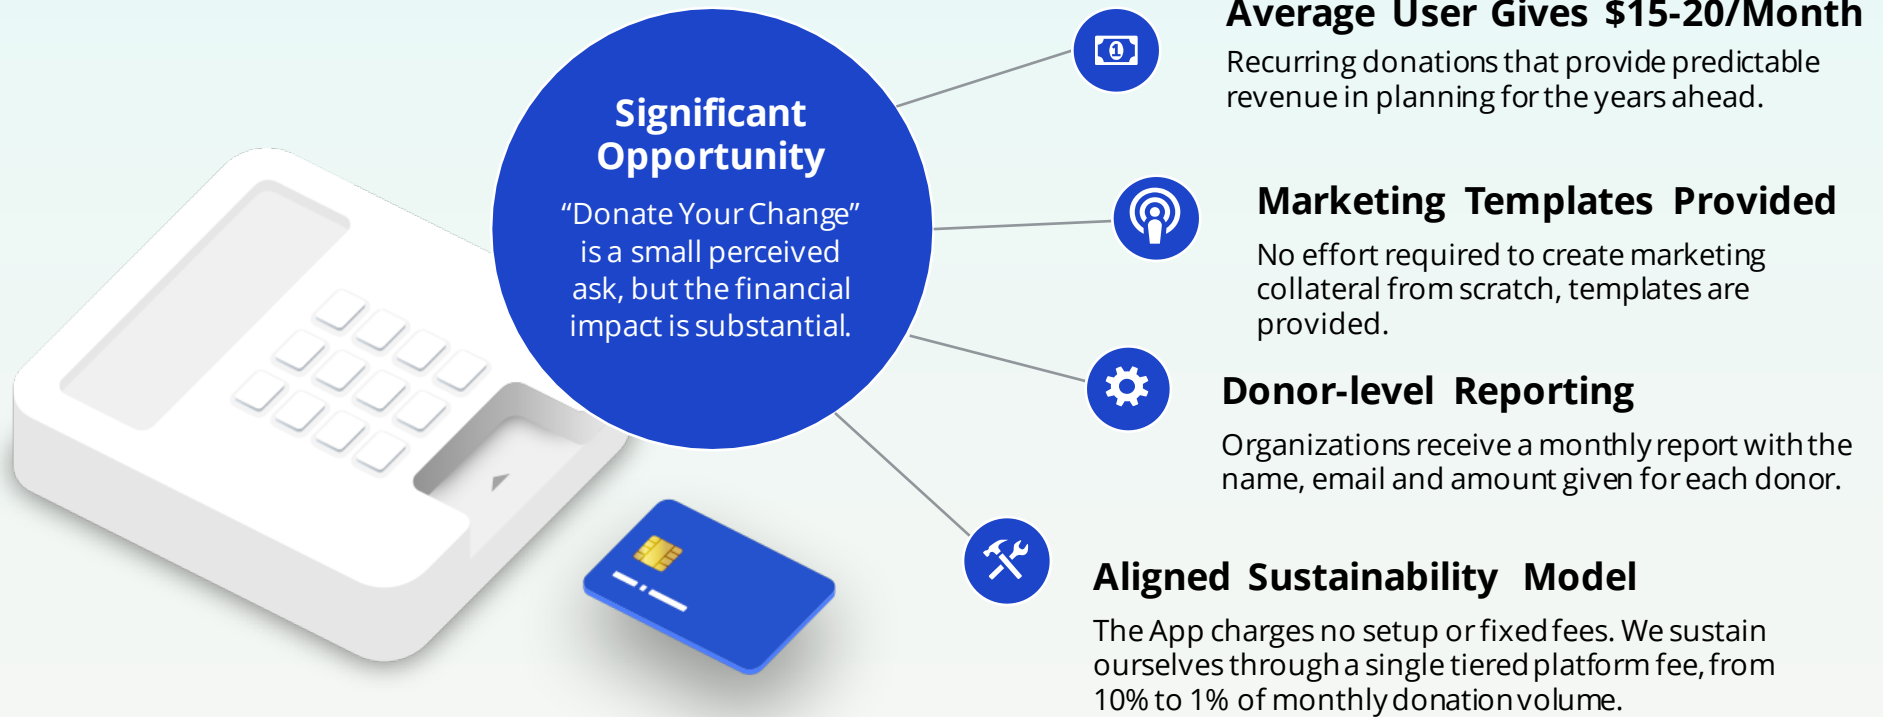 Significant
Opportunity
“Donate Your Change”
is a small perceived
ask, but the financial
impact is substantial.
Average User Gives $15-20/Month
Recurring donations that provide predictable
revenue in planning for the years ahead.
Marketing Templates Provided
No effort required to create marketing
collateral from scratch, templates are
provided.
Donor-level Reporting
Organizations receive a monthly report with the
name, email and amount given for each donor.
Aligned Sustainability Model
The App charges no setup or fixed fees. We sustain
ourselves through a single tiered platform fee, from
10% to 1% of monthly donation volume.